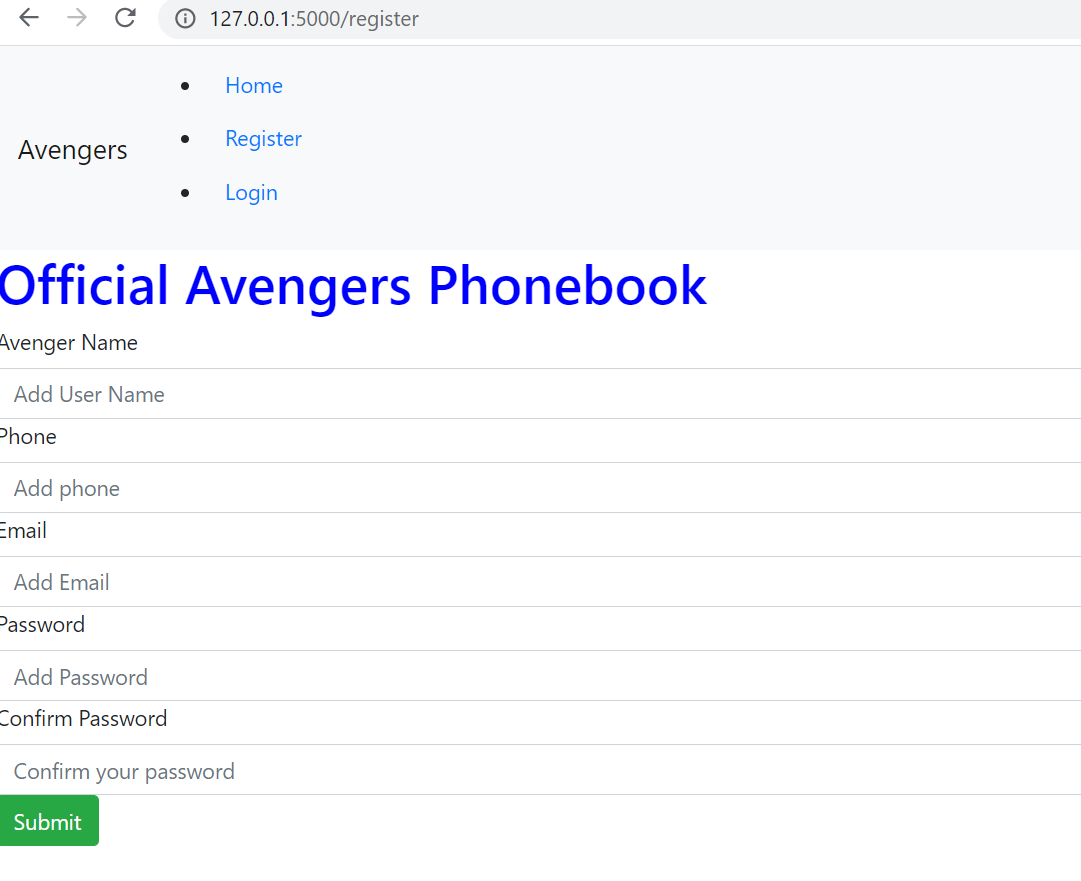 127.0.0.1:5000/register
Home
Register
Avengers
Login
Official Avengers Phonebook
Avenger Name
Add User Name
Phone
Add phone
Email
Add Email
Password
Add Password
Confirm Password
Confirm your password
Submit